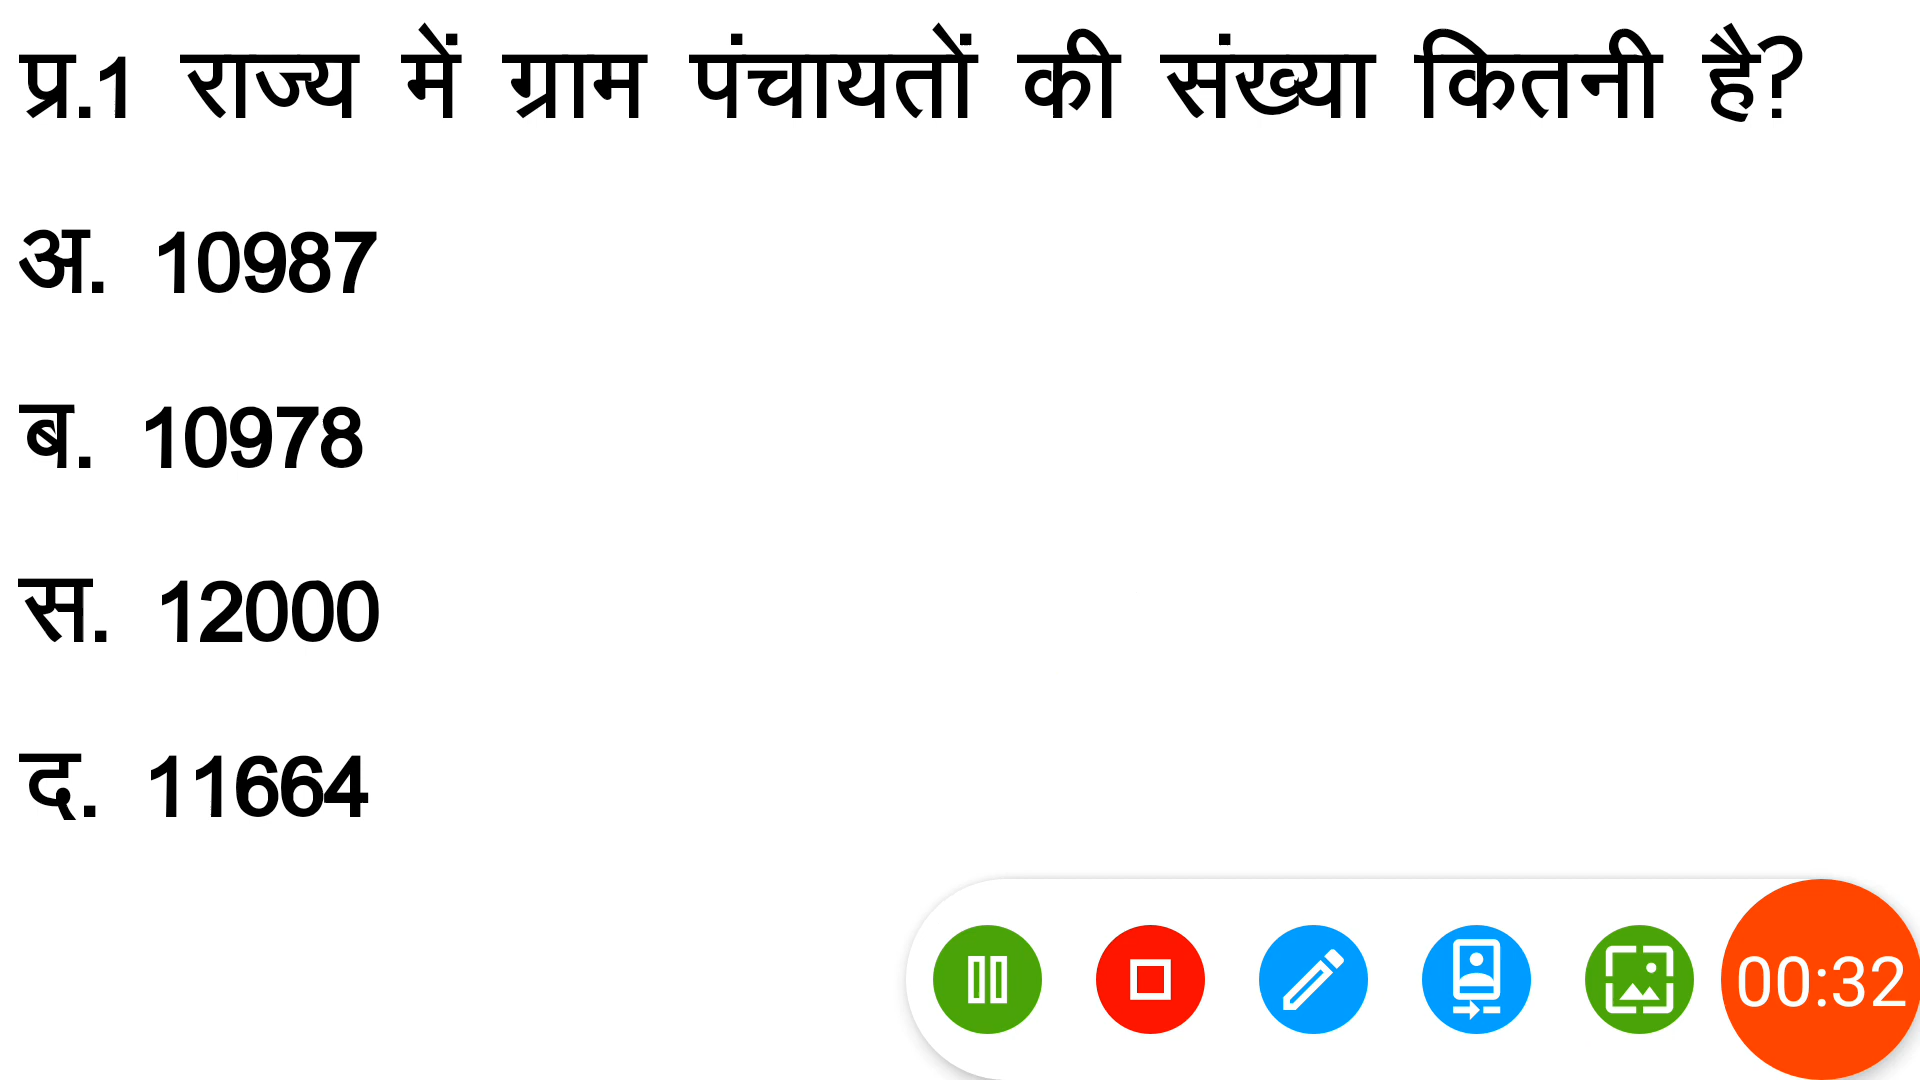 प्र.1 राज्य में ग्राम पंचायतों की संख्या कितनी है?
अ. 10987
ब. 10978
स. 12000
द. 11664
00:32